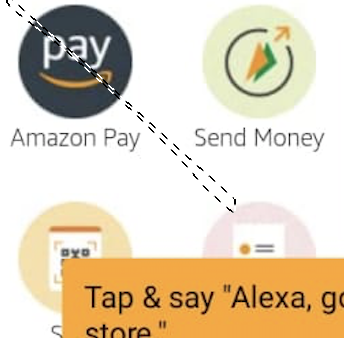 pay
Amazon Pay
Send Money
S
Tap & say "Alexa, go
store."